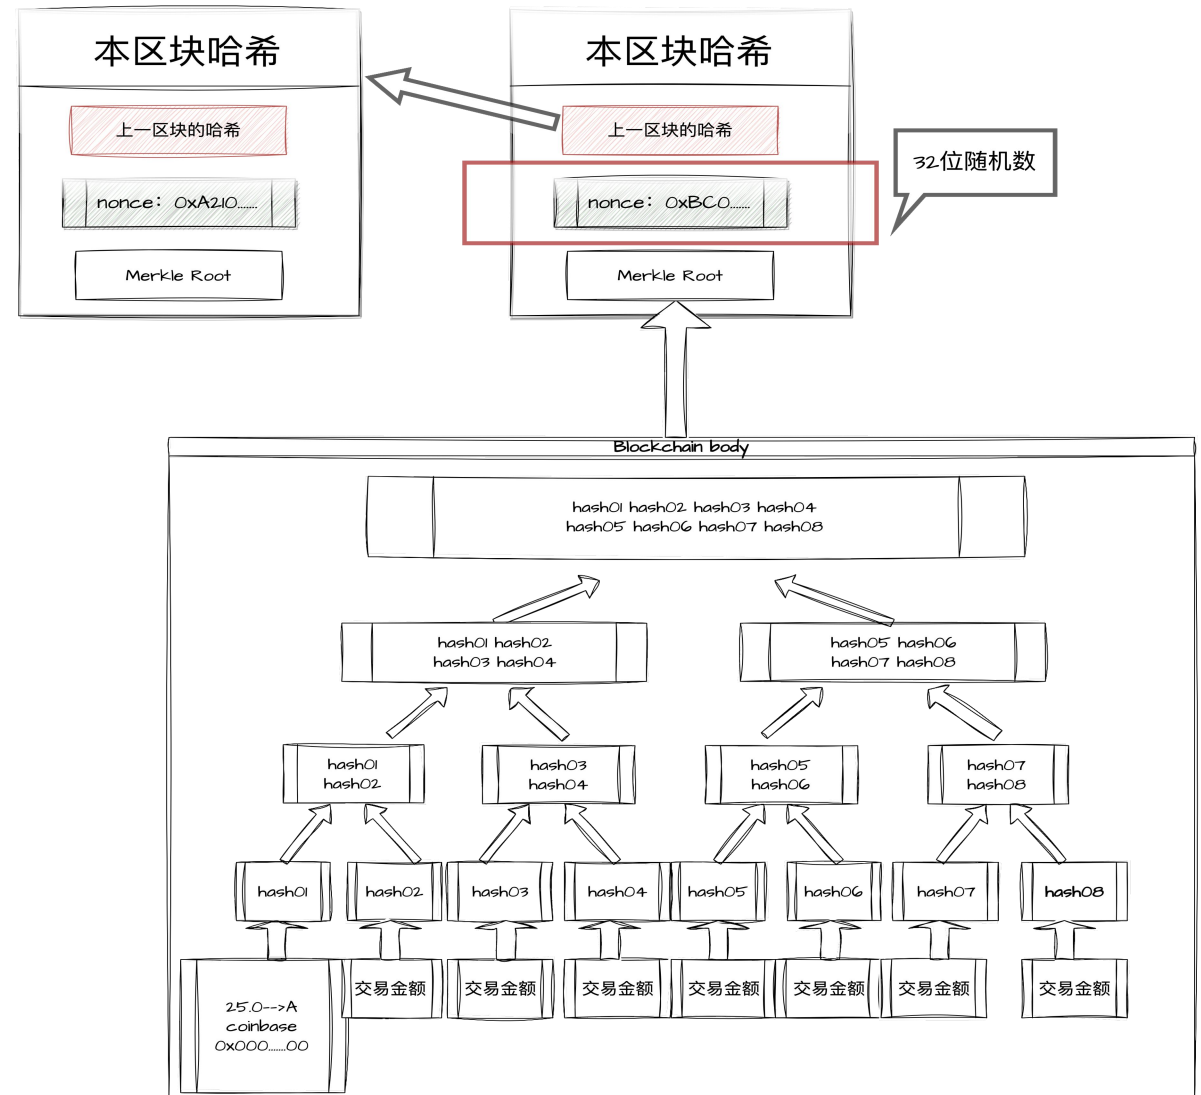 本区块哈希
上一区块的哈希
nonce：0xA210.......
Merkle Root
本区块哈希
上一区块的哈希
nonce：0xBC0.......
Merkle Root
32位随机数
Blockchain body
hash01 hash02 hash03 hash04
hash05 hash06 hash07 hash08
hash01 hash02
hash03 hash04
hash05 hash06
hash07 hash08
hash01
hash02
hash03
hash04
hash05
hash06
hash07
hash08
hash01
hash02
hash03
hash04
hash05
hash06
hash07
hash08
25.0-->A
coinbase
0x000.......00
交易金额
交易金额
交易金额
交易金额
交易金额
交易金额
交易金额